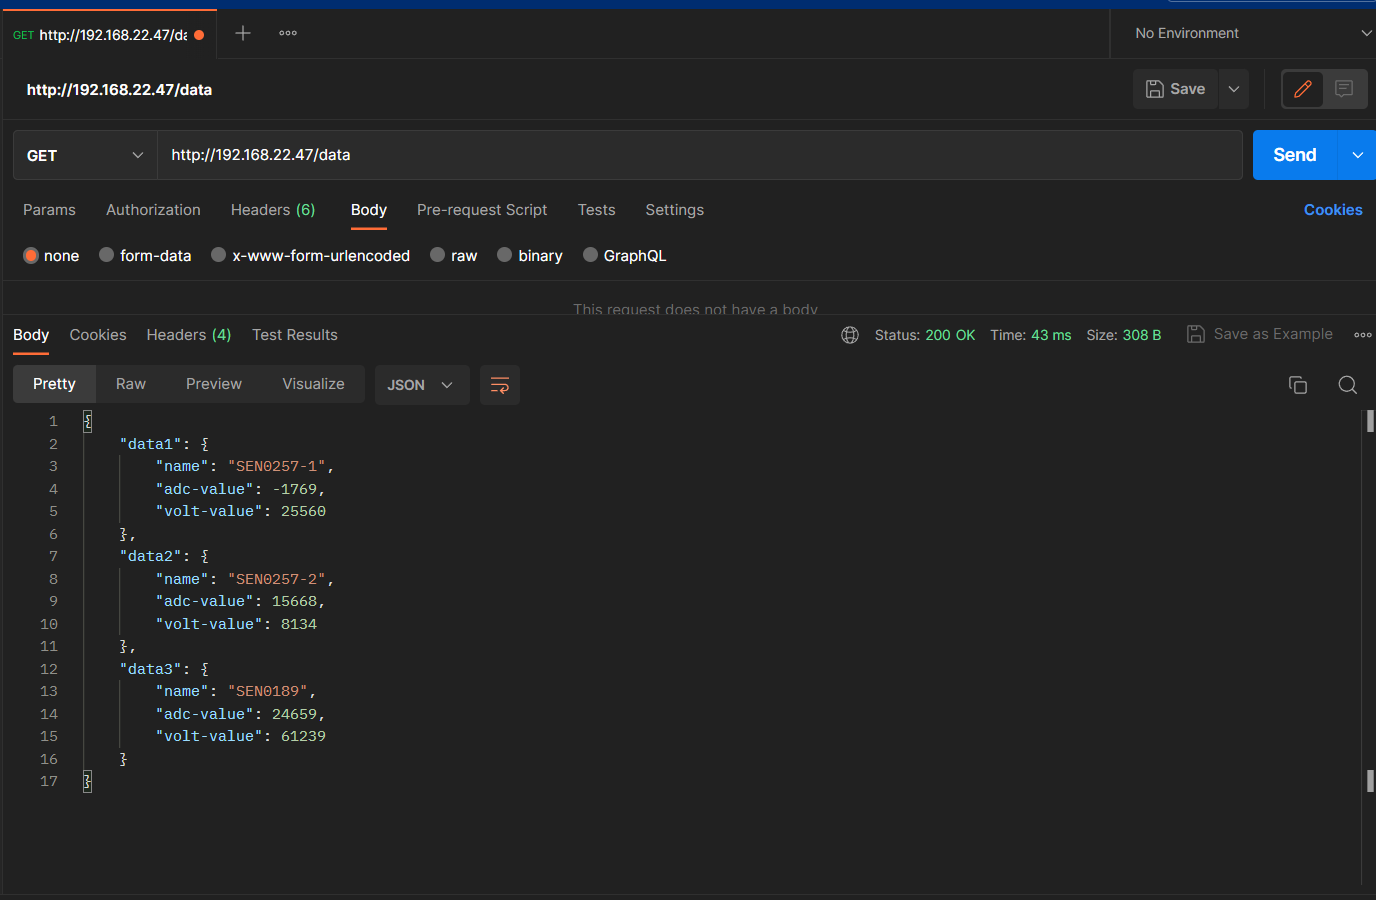 GET http://192.168.22.47/da
No Environment
http://192.168.22.47/data
Save
GET http://192.168.22.47/data
Send
Params Authorization Headers (6) Body Pre-request Script Tests Settings Cookies
none form-data x-www-form-urlencoded raw binary GraphQL
This request does not have a body
Body Cookies Headers (4) Test Results Status: 200 OK Time: 43 ms Size: 308 B Save as Example
Pretty Raw Preview Visualize JSON
1 {
2 "data1": {
3 "name": "SEN0257-1",
4 "adc-value": -1769,
5 "volt-value": 25560
6 },
7 "data2": {
8 "name": "SEN0257-2",
9 "adc-value": 15668,
10 "volt-value": 8134
11 },
12 "data3": {
13 "name": "SEN0189",
14 "adc-value": 24659,
15 "volt-value": 61239
16 }
17 }